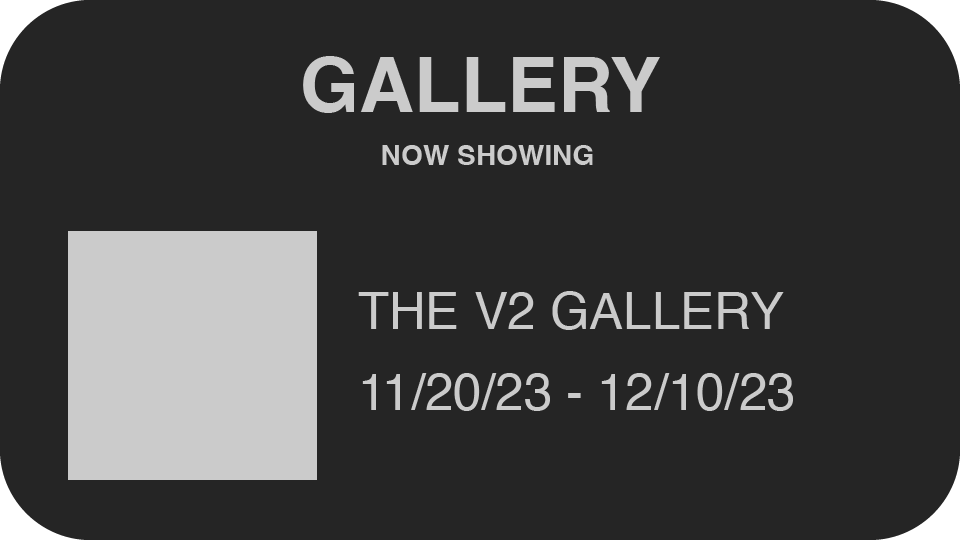 GALLERY
NOW SHOWING
THE V2 GALLERY
11/20/23 - 12/10/23